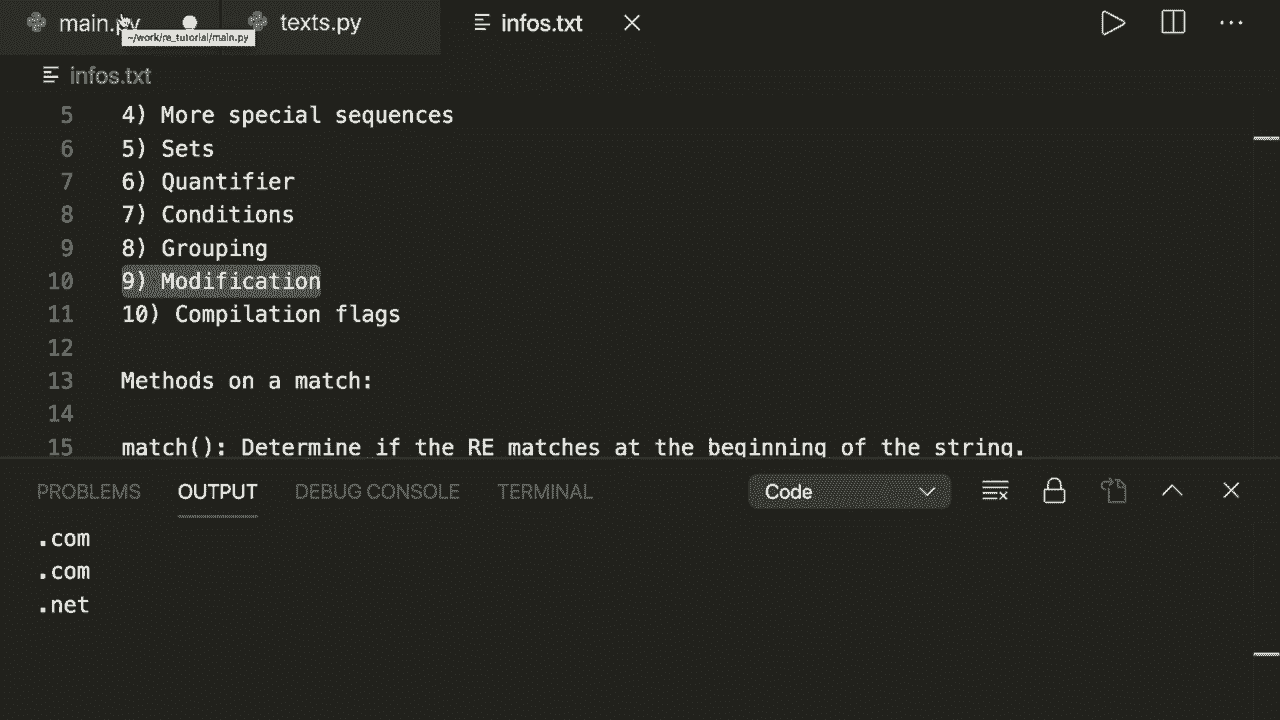 main.py texts.py infos.txt
~/work/re_tutorial/main.py
infos.txt
5 4) More special sequences
6 5) Sets
7 6) Quantifier
8 7) Conditions
9 8) Grouping
10 9) Modification
11 10) Compilation flags
12
13 Methods on a match:
14
15 match(): Determine if the RE matches at the beginning of the string.
PROBLEMS OUTPUT DEBUG CONSOLE TERMINAL Code
.com
.com
.net